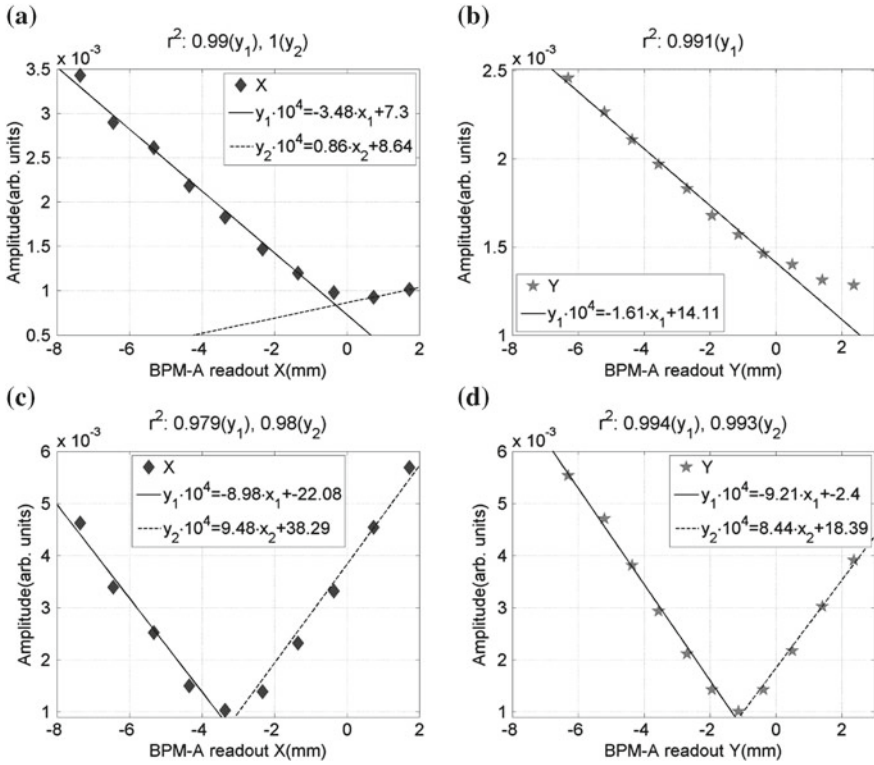 (a)
r²: 0.99(y₁), 1(y₂)
x 10⁻³
3.5
3
2.5
2
1.5
1
0.5
Amplitude(arb. units)
X
y₁·10⁴=-3.48·x₁+7.3
y₂·10⁴=0.86·x₂+8.64
-8 -6 -4 -2 0 2
BPM-A readout X(mm)
(b)
r²: 0.991(y₁)
x 10⁻³
2.5
2
1.5
1
Amplitude(arb. units)
Y
y₁·10⁴=-1.61·x₁+14.11
-8 -6 -4 -2 0 2
BPM-A readout Y(mm)
(c)
r²: 0.979(y₁), 0.98(y₂)
x 10⁻³
6
5
4
3
2
1
Amplitude(arb. units)
X
y₁·10⁴=-8.98·x₁+-22.08
y₂·10⁴=9.48·x₂+38.29
-8 -6 -4 -2 0 2
BPM-A readout X(mm)
(d)
r²: 0.994(y₁), 0.993(y₂)
x 10⁻³
6
5
4
3
2
1
Amplitude(arb. units)
Y
y₁·10⁴=-9.21·x₁+-2.4
y₂·10⁴=8.44·x₂+18.39
-8 -6 -4 -2 0 2
BPM-A readout Y(mm)